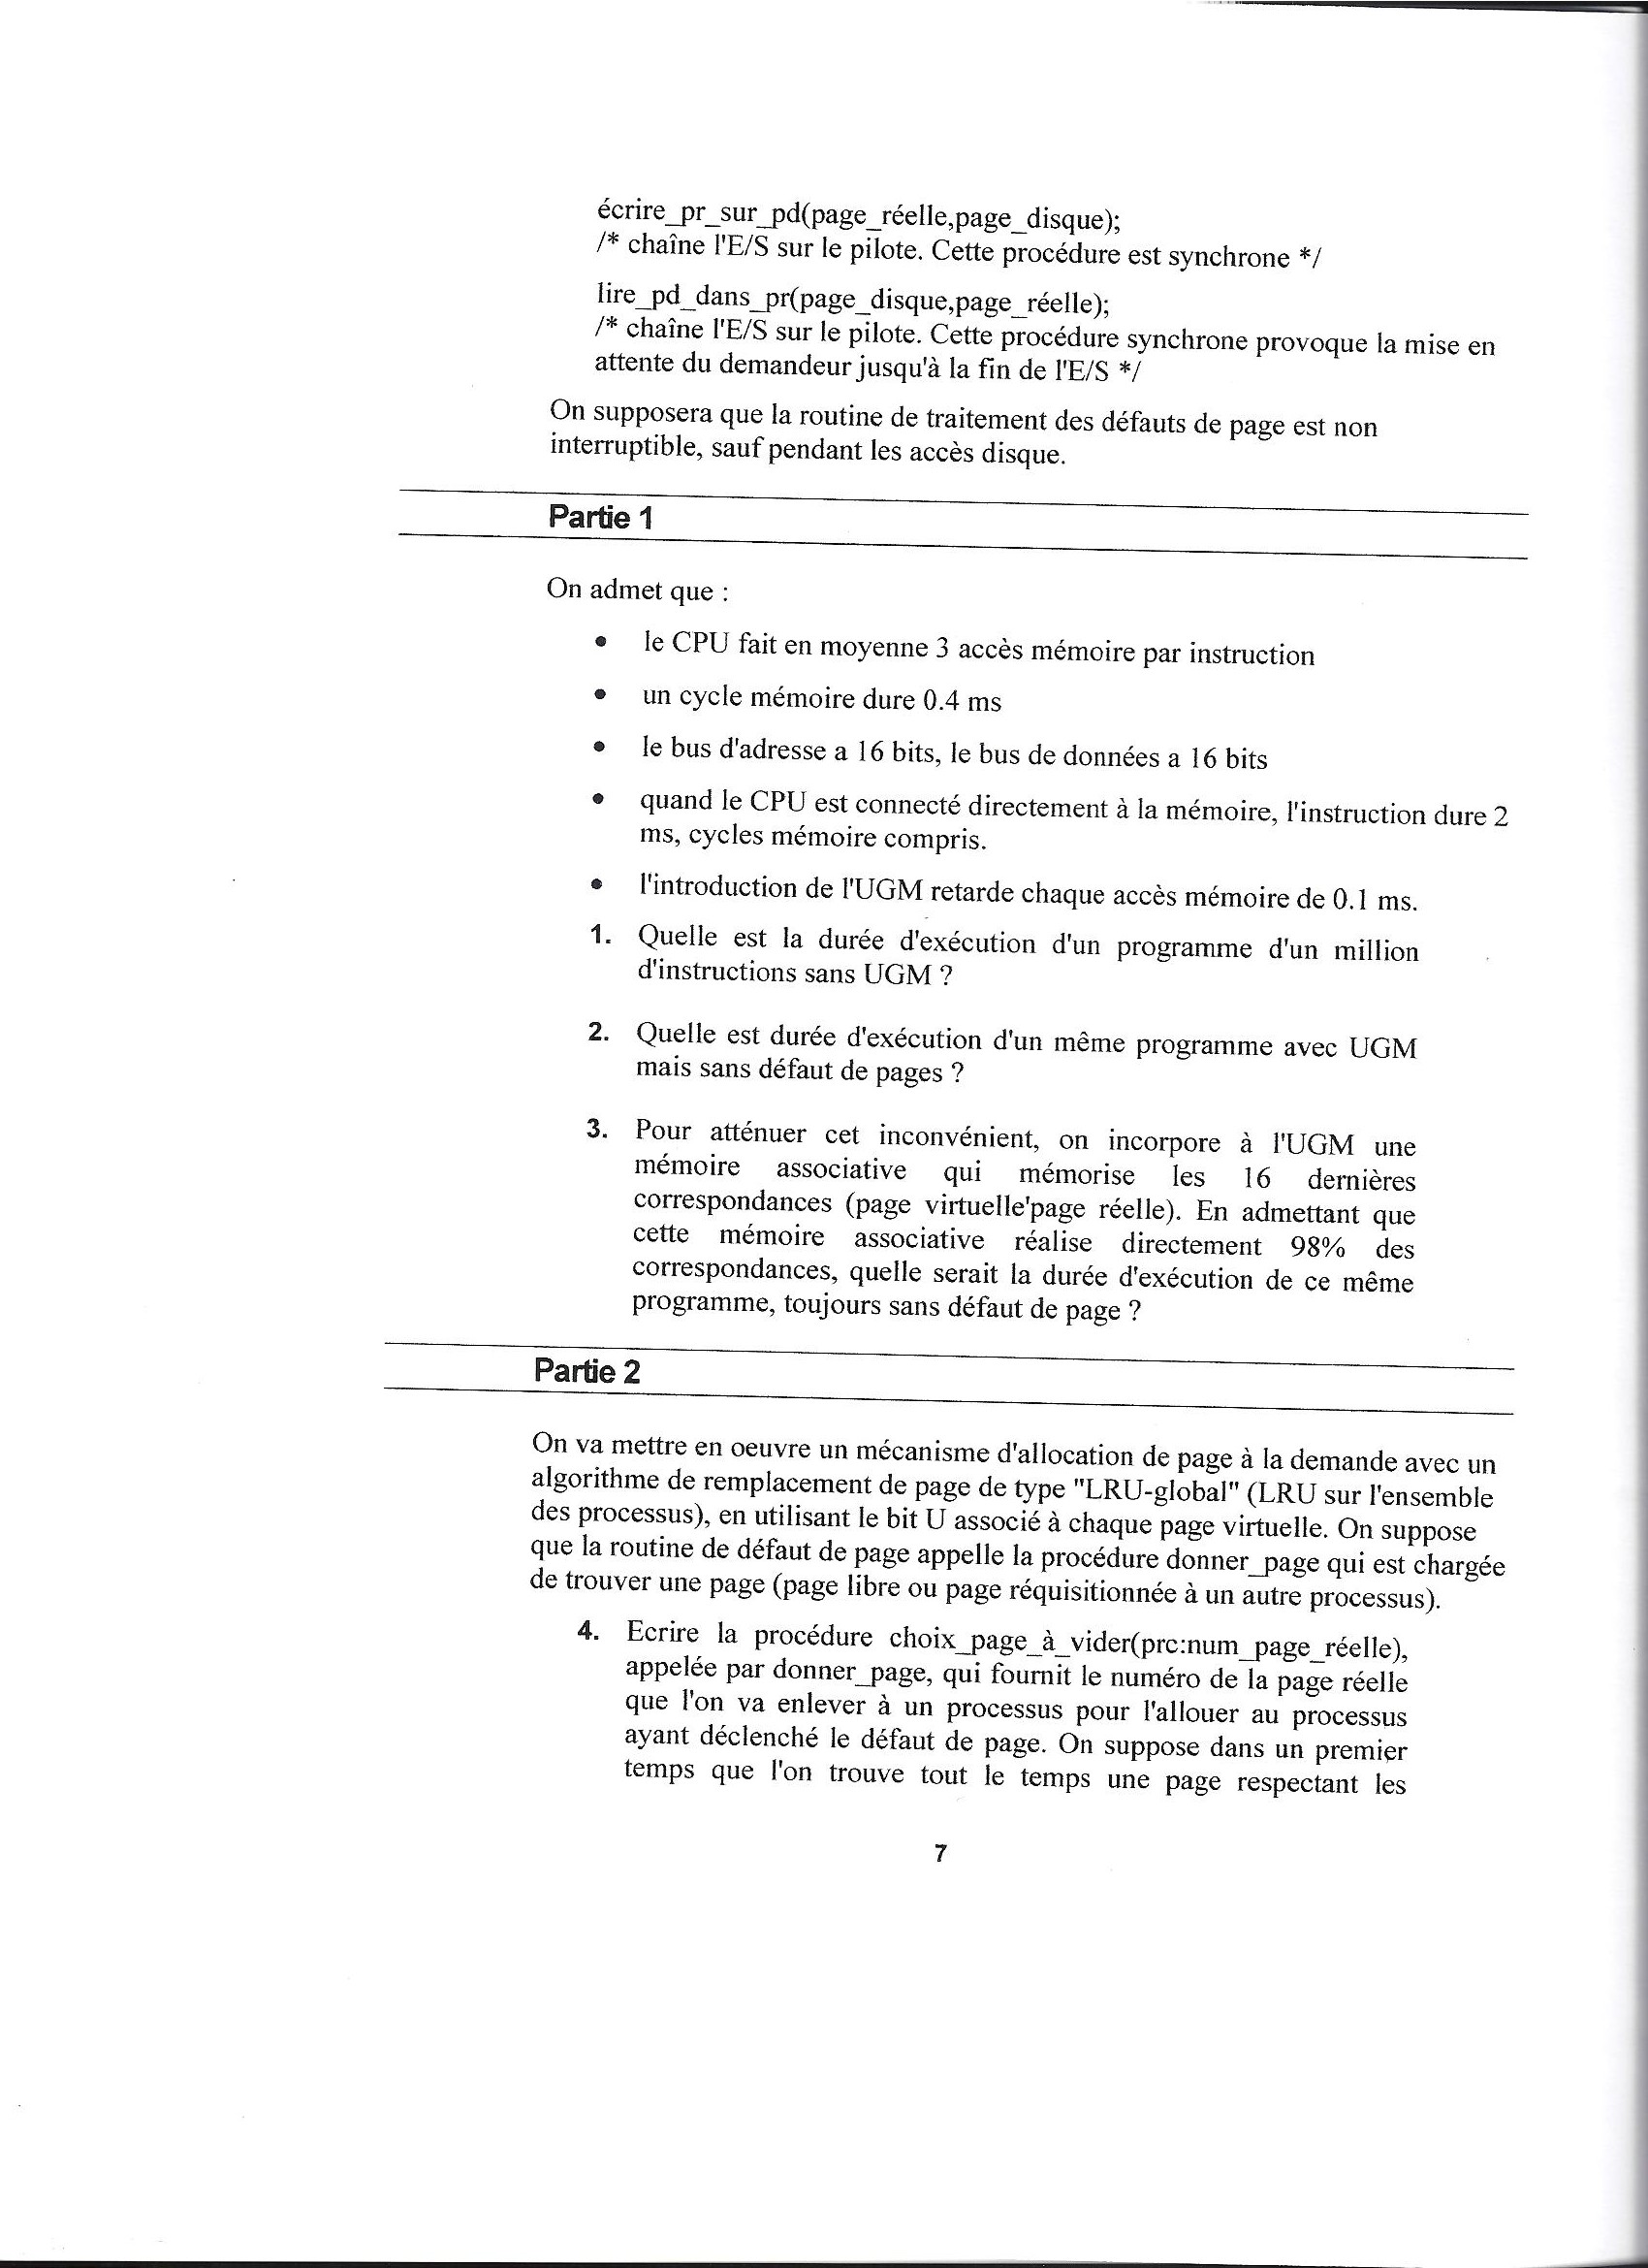 écrire_pr_sur_pd(page_réelle,page_disque);
/* chaîne l'E/S sur le pilote. Cette procédure est synchrone */
lire_pd_dans_pr(page_disque,page_réelle);
/* chaîne l'E/S sur le pilote. Cette procédure synchrone provoque la mise en
attente du demandeur jusqu'à la fin de l'E/S */
On supposera que la routine de traitement des défauts de page est non
interruptible, sauf pendant les accès disque.
Partie 1
On admet que :
• le CPU fait en moyenne 3 accès mémoire par instruction
• un cycle mémoire dure 0.4 ms
• le bus d'adresse a 16 bits, le bus de données a 16 bits
• quand le CPU est connecté directement à la mémoire, l'instruction dure 2
ms, cycles mémoire compris.
• l'introduction de l'UGM retarde chaque accès mémoire de 0.1 ms.
1. Quelle est la durée d'exécution d'un programme d'un million
d'instructions sans UGM ?
2. Quelle est durée d'exécution d'un même programme avec UGM
mais sans défaut de pages ?
3. Pour atténuer cet inconvénient, on incorpore à l'UGM une
mémoire associative qui mémorise les 16 dernières
correspondances (page virtuelle'page réelle). En admettant que
cette mémoire associative réalise directement 98% des
correspondances, quelle serait la durée d'exécution de ce même
programme, toujours sans défaut de page ?
Partie 2
On va mettre en oeuvre un mécanisme d'allocation de page à la demande avec un
algorithme de remplacement de page de type "LRU-global" (LRU sur l'ensemble
des processus), en utilisant le bit U associé à chaque page virtuelle. On suppose
que la routine de défaut de page appelle la procédure donner_page qui est chargée
de trouver une page (page libre ou page réquisitionnée à un autre processus).
4. Ecrire la procédure choix_page_à_vider(prc:num_page_réelle),
appelée par donner_page, qui fournit le numéro de la page réelle
que l'on va enlever à un processus pour l'allouer au processus
ayant déclenché le défaut de page. On suppose dans un premier
temps que l'on trouve tout le temps une page respectant les
7